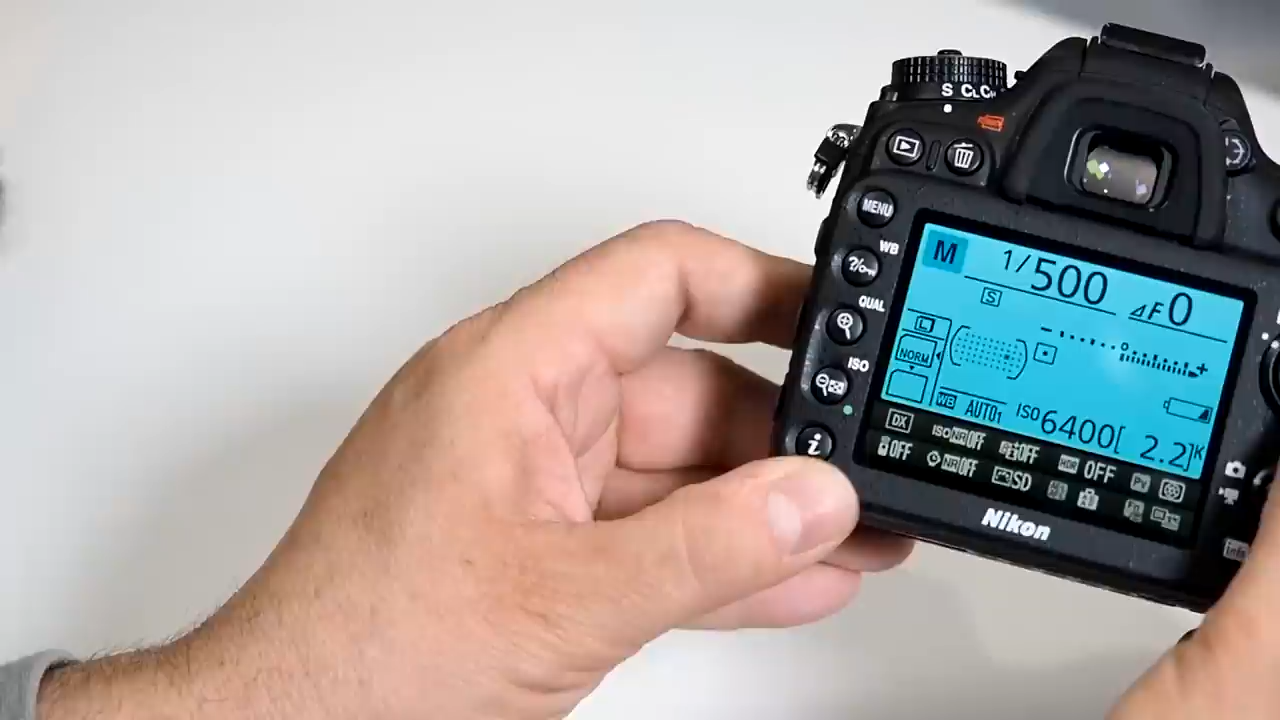 S CL CH
MENU
WB
?/
QUAL
ISO
i
M 1/500 ⊿F0
S
L
NORM
WB AUTO1 ISO 6400[ 2.2]K
DX ISO NR OFF OFF HDR OFF Pv
OFF NR OFF SD
Nikon
info